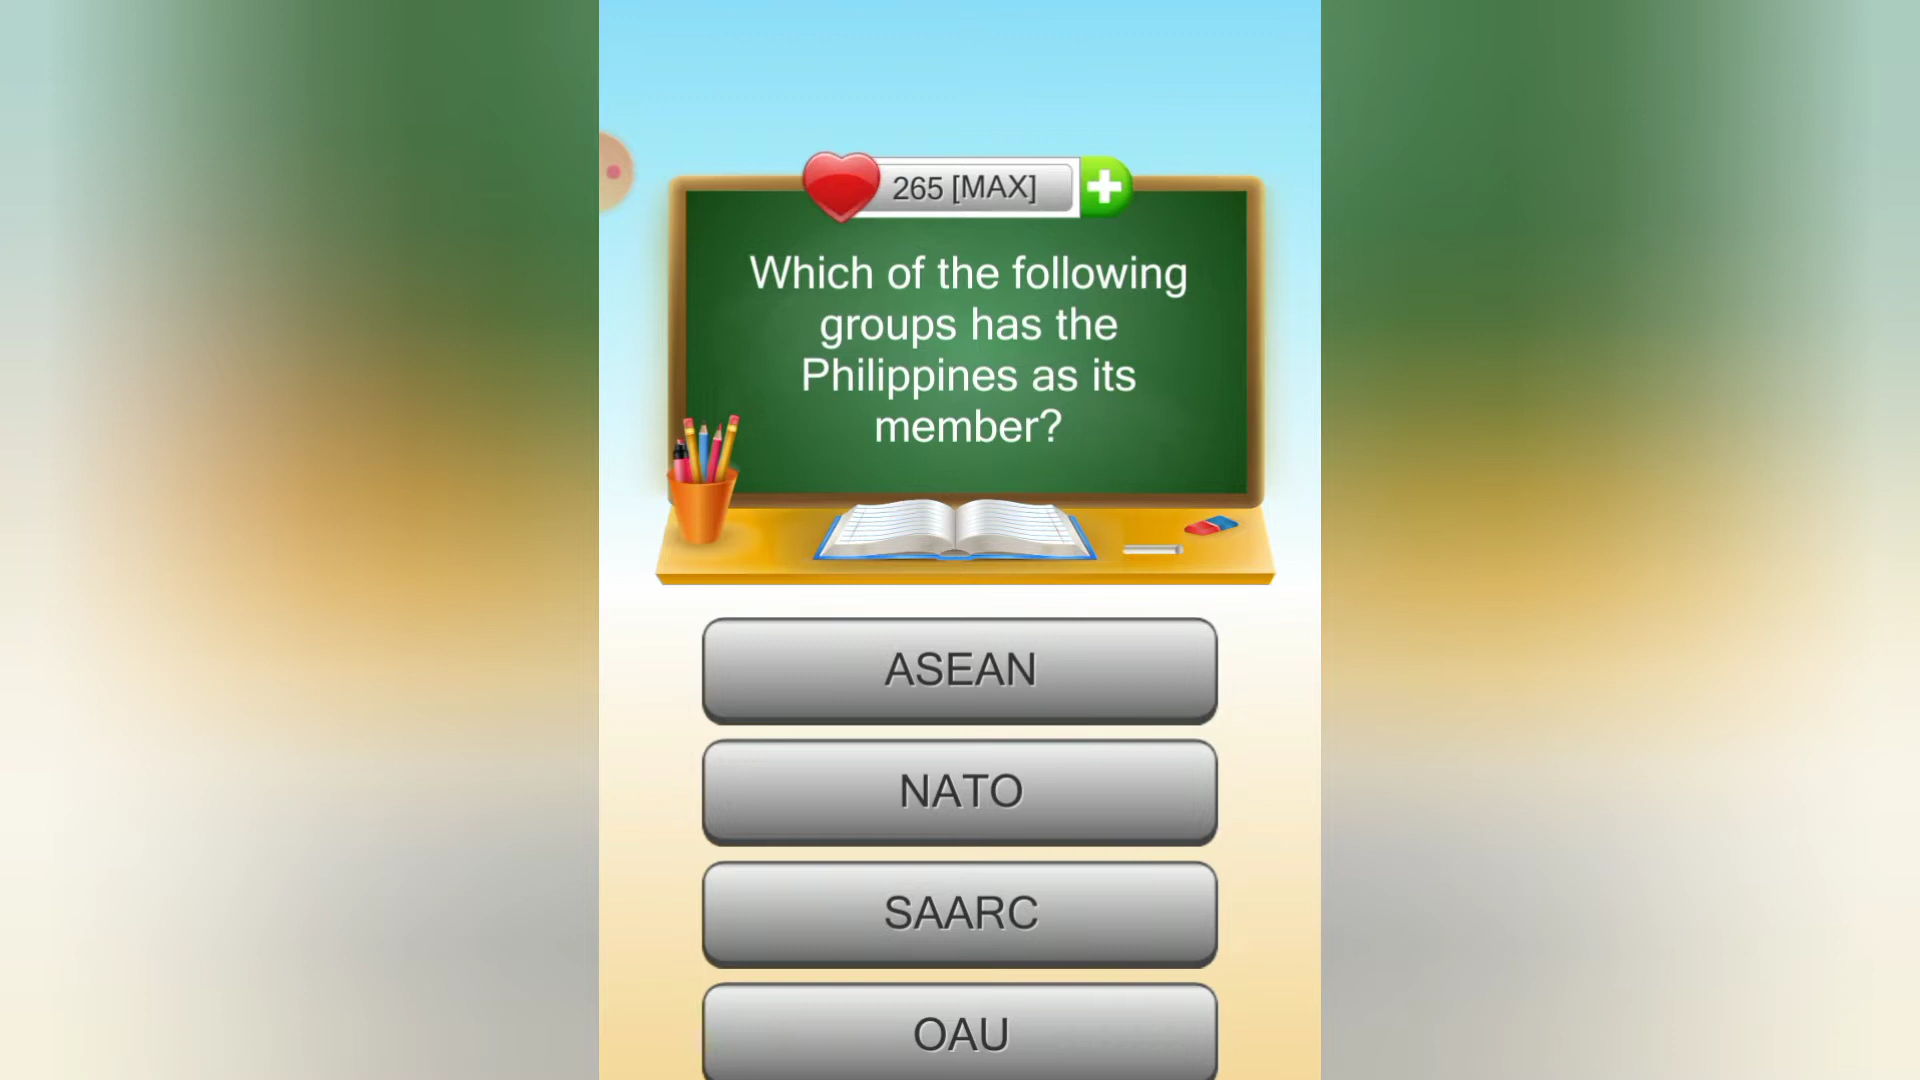 265 [MAX]
Which of the following
groups has the
Philippines as its
member?
ASEAN
NATO
SAARC
OAU